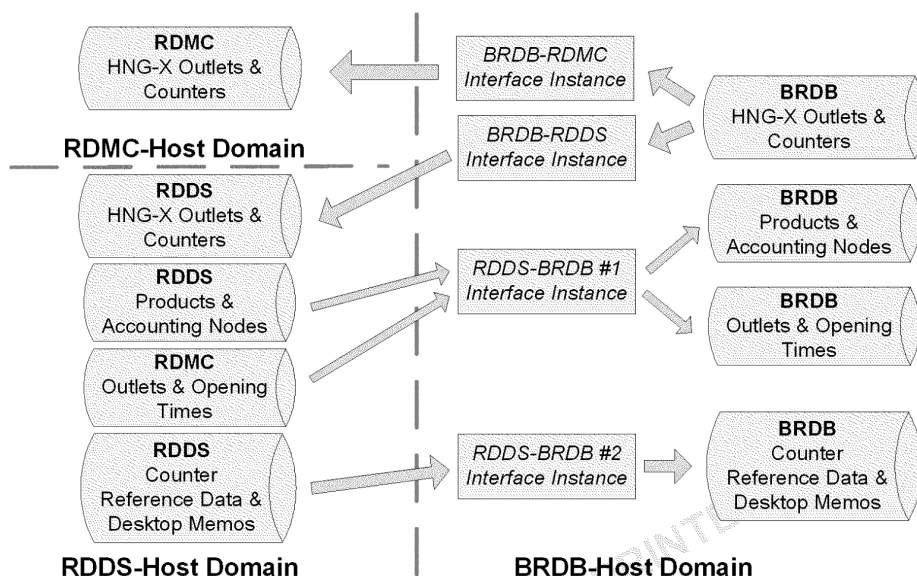 RDMC
HNG-X Outlets &
Counters
RDMC-Host Domain
RDDS
HNG-X Outlets &
Counters
RDDS
Products &
Accounting Nodes
RDMC
Outlets & Opening
Times
RDDS
Counter
Reference Data &
Desktop Memos
RDDS-Host Domain
BRDB-RDMC
Interface Instance
BRDB-RDDS
Interface Instance
RDDS-BRDB #1
Interface Instance
RDDS-BRDB #2
Interface Instance
BRDB
HNG-X Outlets &
Counters
BRDB
Products &
Accounting Nodes
BRDB
Outlets & Opening
Times
BRDB
Counter
Reference Data &
Desktop Memos
BRDB-Host Domain